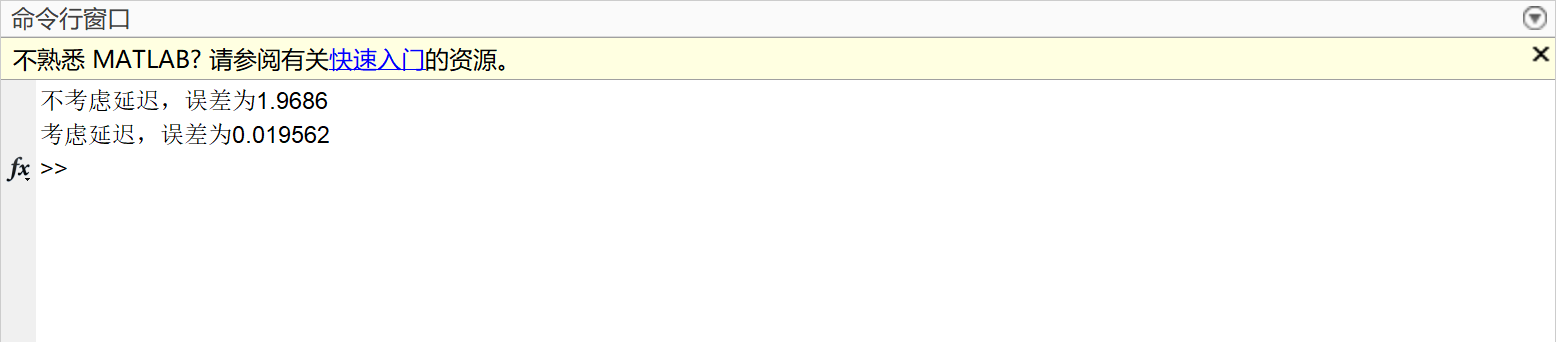 命令行窗口
不熟悉 MATLAB? 请参阅有关快速入门的资源。
不考虑延迟，误差为1.9686
考虑延迟，误差为0.019562
fx >>